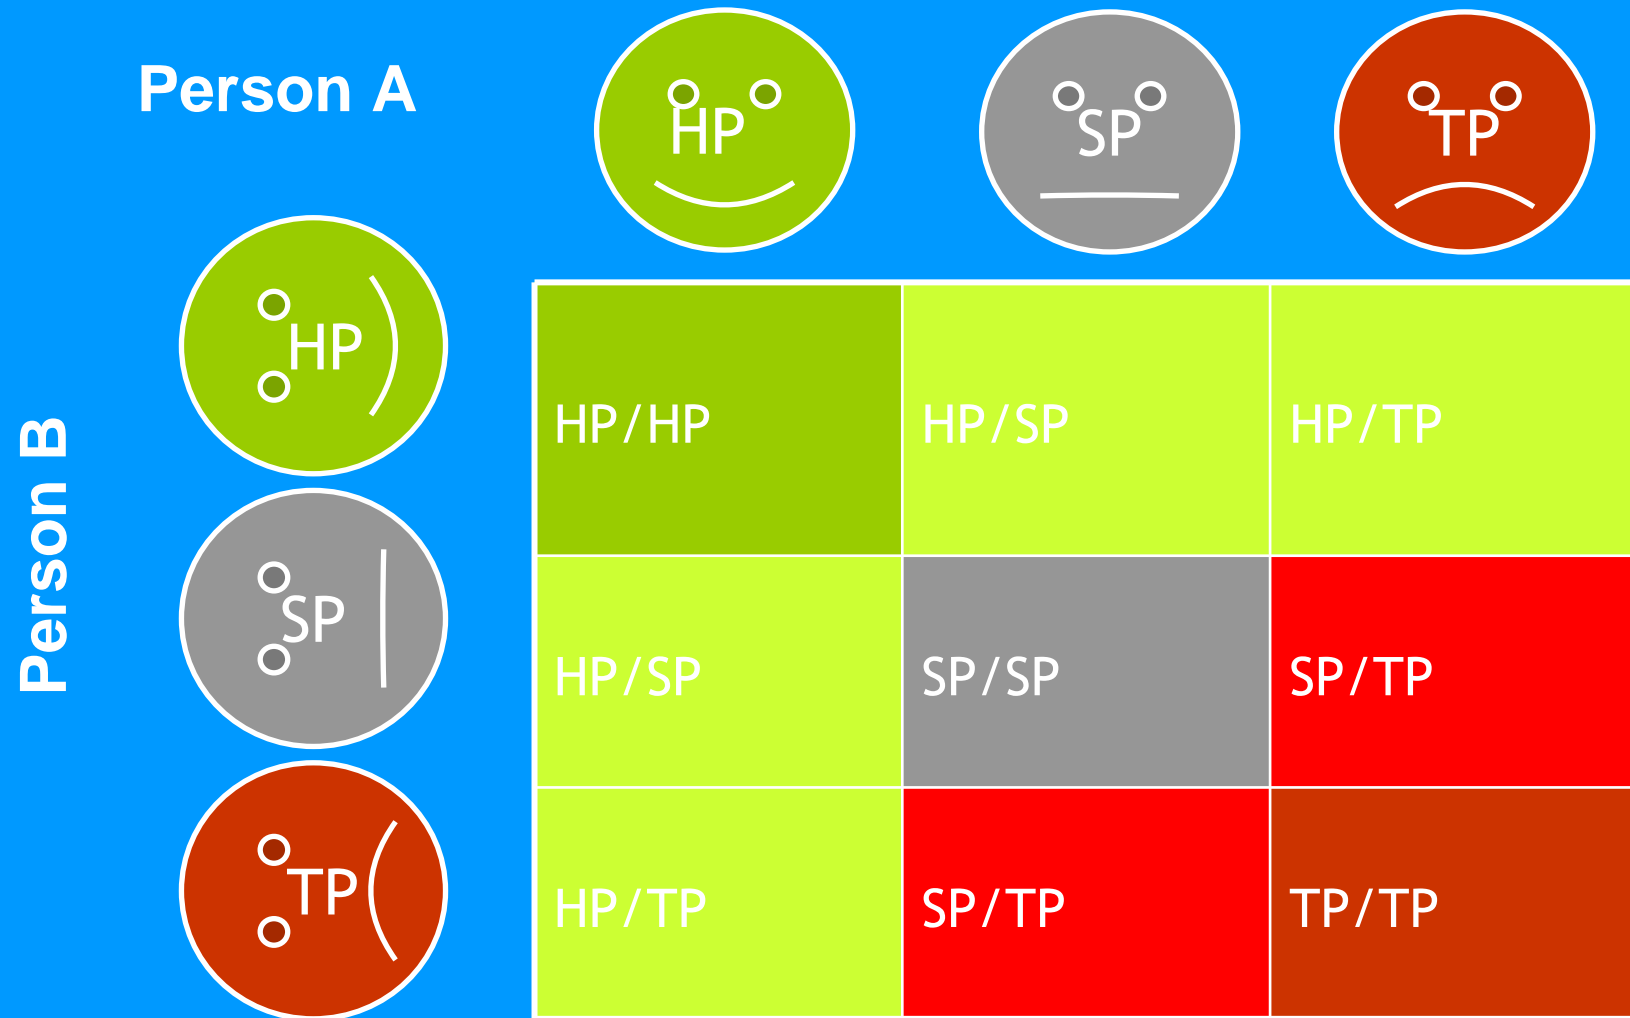 Person A
HP
SP
TP
Person B
HP
SP
TP
HP/HP
HP/SP
HP/TP
HP/SP
SP/SP
SP/TP
HP/TP
SP/TP
TP/TP